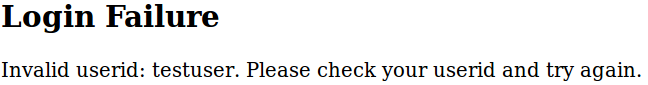 Login Failure
Invalid userid: testuser. Please check your userid and try again.